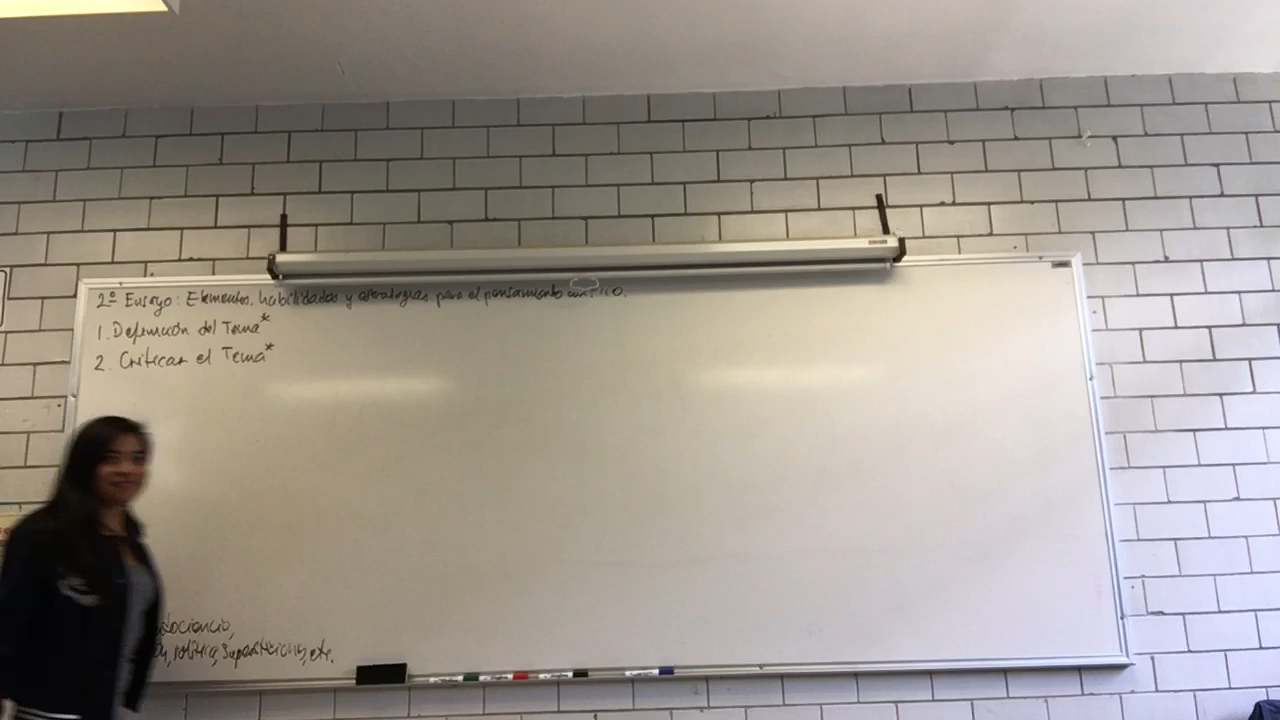 2º Ensayo: Elementos, habilidades y estrategias para el pensamiento crítico.
1. Definición del Tema*
2. Criticar el Tema*
política, supersticiones, etc.